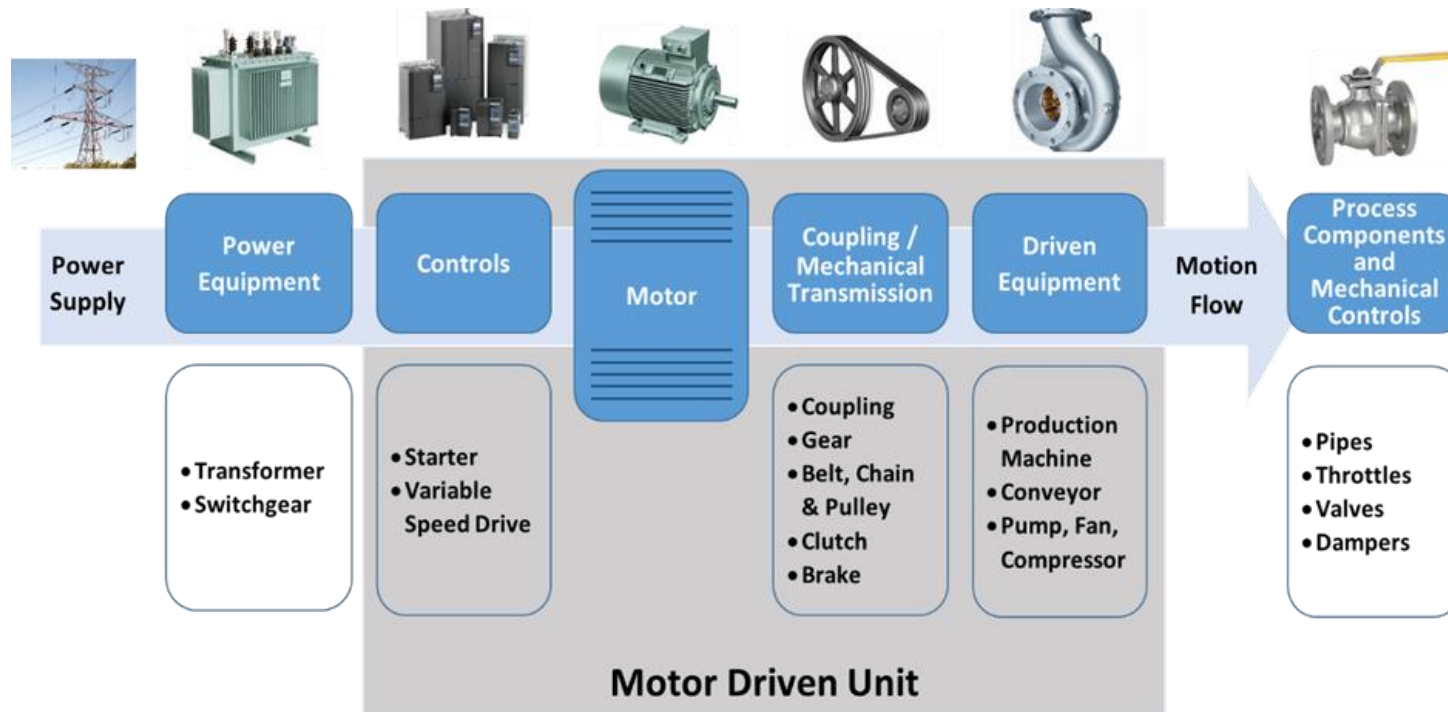 Power
Supply
Power
Equipment
Controls
Motor
Coupling /
Mechanical
Transmission
Driven
Equipment
Motion
Flow
Process
Components
and
Mechanical
Controls
• Transformer
• Switchgear
• Starter
• Variable
Speed Drive
• Coupling
• Gear
• Belt, Chain
& Pulley
• Clutch
• Brake
• Production
Machine
• Conveyor
• Pump, Fan,
Compressor
• Pipes
• Throttles
• Valves
• Dampers
Motor Driven Unit